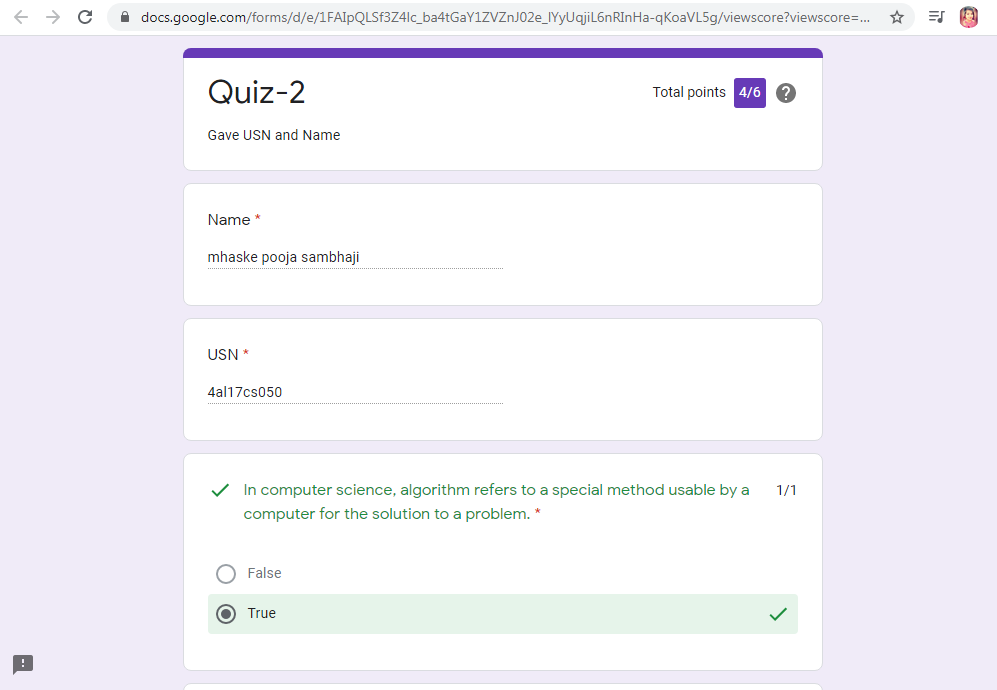 docs.google.com/forms/d/e/1FAIpQLSf3Z4lc_ba4tGaY1ZVZnJ02e_lYyUqjiL6nRInHa-qKoaVL5g/viewscore?viewscore=...
Quiz-2
Total points 4/6 ?
Gave USN and Name
Name *
mhaske pooja sambhaji
USN *
4al17cs050
In computer science, algorithm refers to a special method usable by a 1/1
computer for the solution to a problem. *
False
True